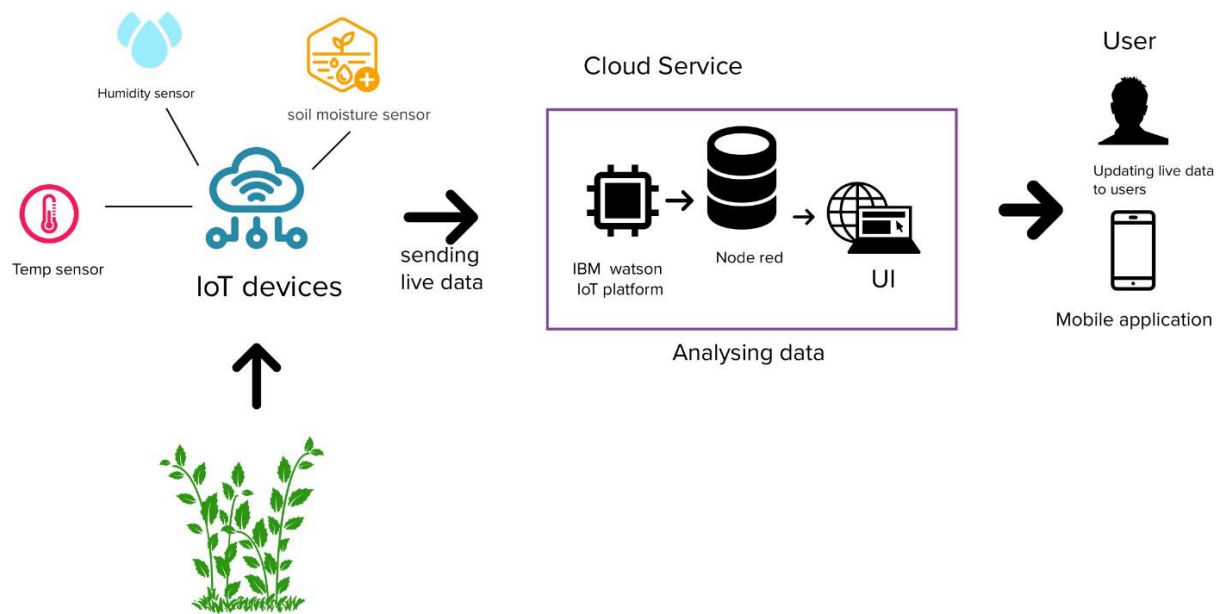 Humidity sensor
soil moisture sensor
Temp sensor
IoT devices
sending
live data
Cloud Service
IBM watson
IoT platform
Node red
UI
Analysing data
User
Updating live data
to users
Mobile application